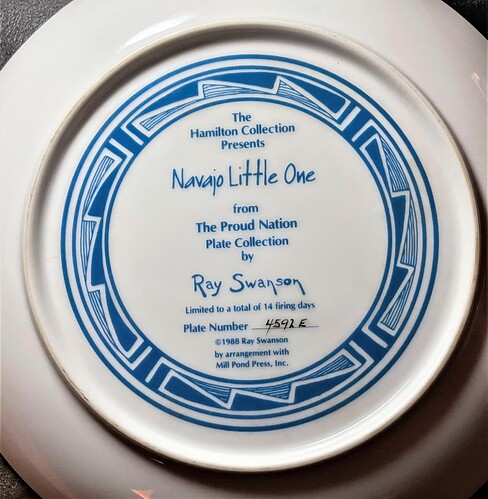 The
Hamilton Collection
Presents
Navajo Little One
from
The Proud Nation
Plate Collection
by
Ray Swanson
Limited to a total of 14 firing days
Plate Number 4592 E
©1988 Ray Swanson
by arrangement with
Mill Pond Press, Inc.